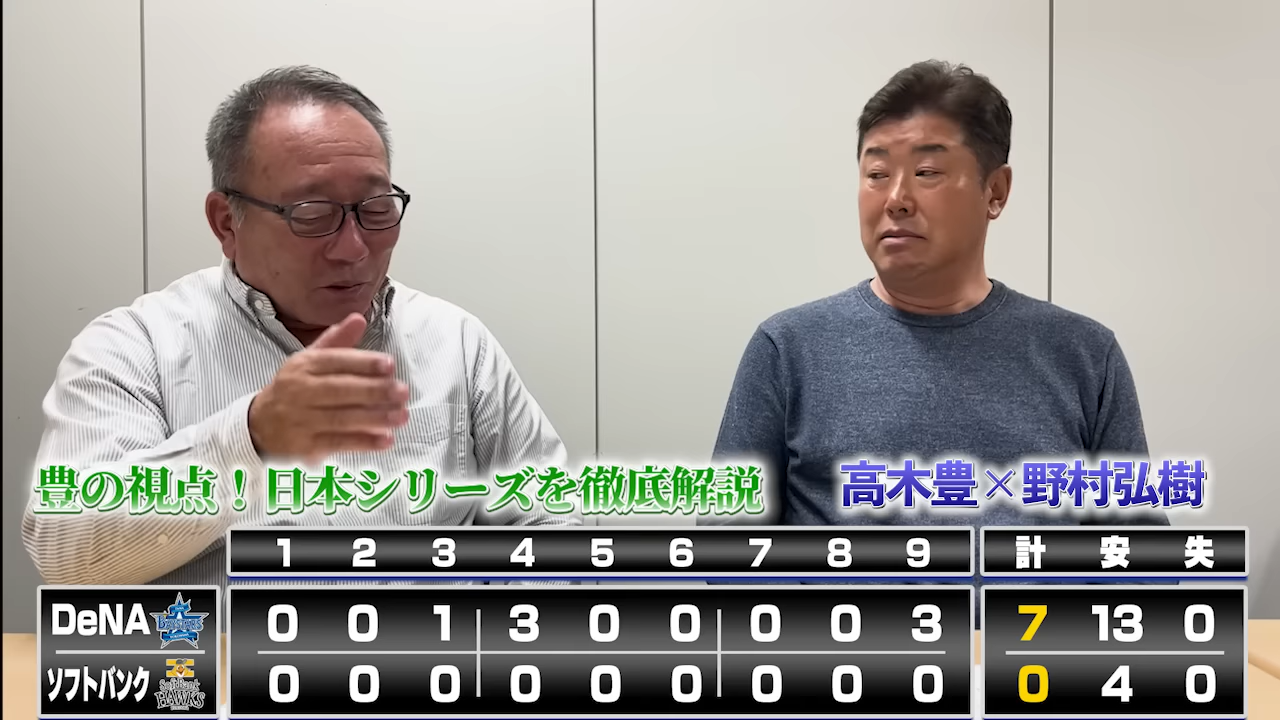 豊の視点！日本シリーズを徹底解説 高木豊×野村弘樹
1 2 3 4 5 6 7 8 9 計 安 失
DeNA BAYSTARS 0 0 1 3 0 0 0 0 3 7 13 0
ソフトバンク SoftBank HAWKS 0 0 0 0 0 0 0 0 0 0 4 0